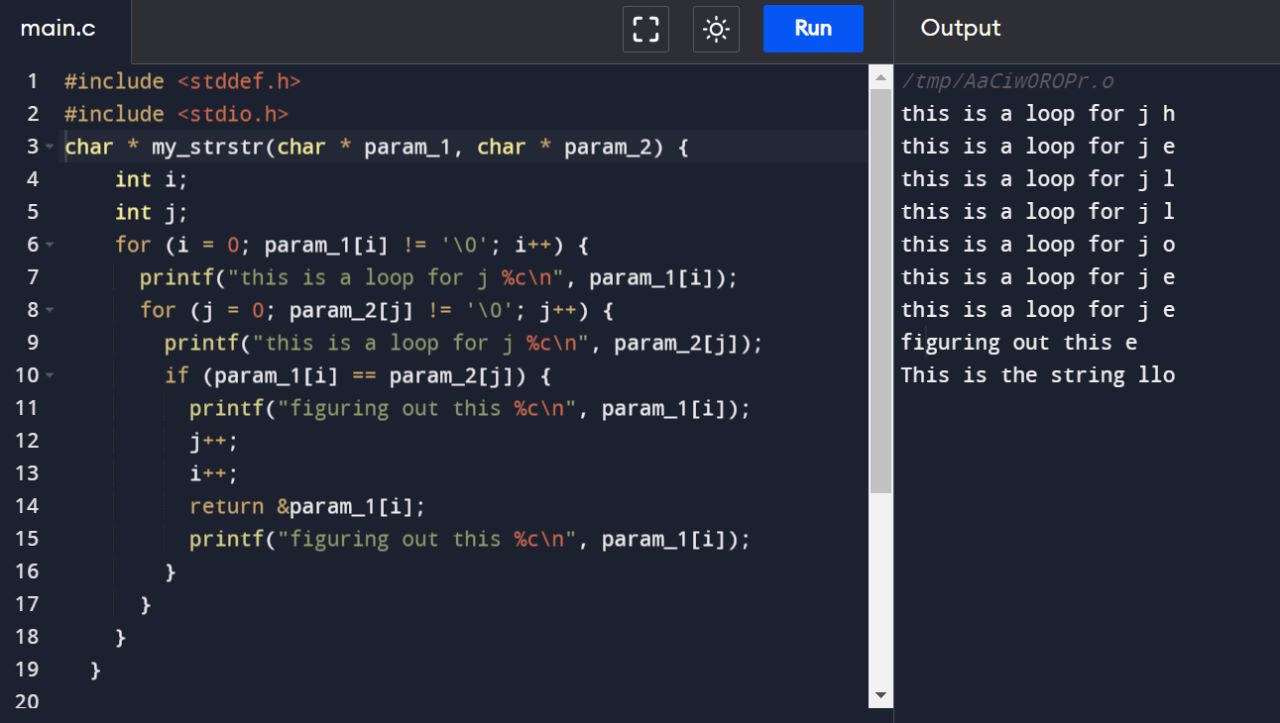 main.c
Run
Output
1 #include <stddef.h>
2 #include <stdio.h>
3 char * my_strstr(char * param_1, char * param_2) {
4 int i;
5 int j;
6 for (i = 0; param_1[i] != '\0'; i++) {
7 printf("this is a loop for j %c\n", param_1[i]);
8 for (j = 0; param_2[j] != '\0'; j++) {
9 printf("this is a loop for j %c\n", param_2[j]);
10 if (param_1[i] == param_2[j]) {
11 printf("figuring out this %c\n", param_1[i]);
12 j++;
13 i++;
14 return &param_1[i];
15 printf("figuring out this %c\n", param_1[i]);
16 }
17 }
18 }
19 }
20
/tmp/AaCiwOROPr.o
this is a loop for j h
this is a loop for j e
this is a loop for j l
this is a loop for j l
this is a loop for j o
this is a loop for j e
this is a loop for j e
figuring out this e
This is the string llo